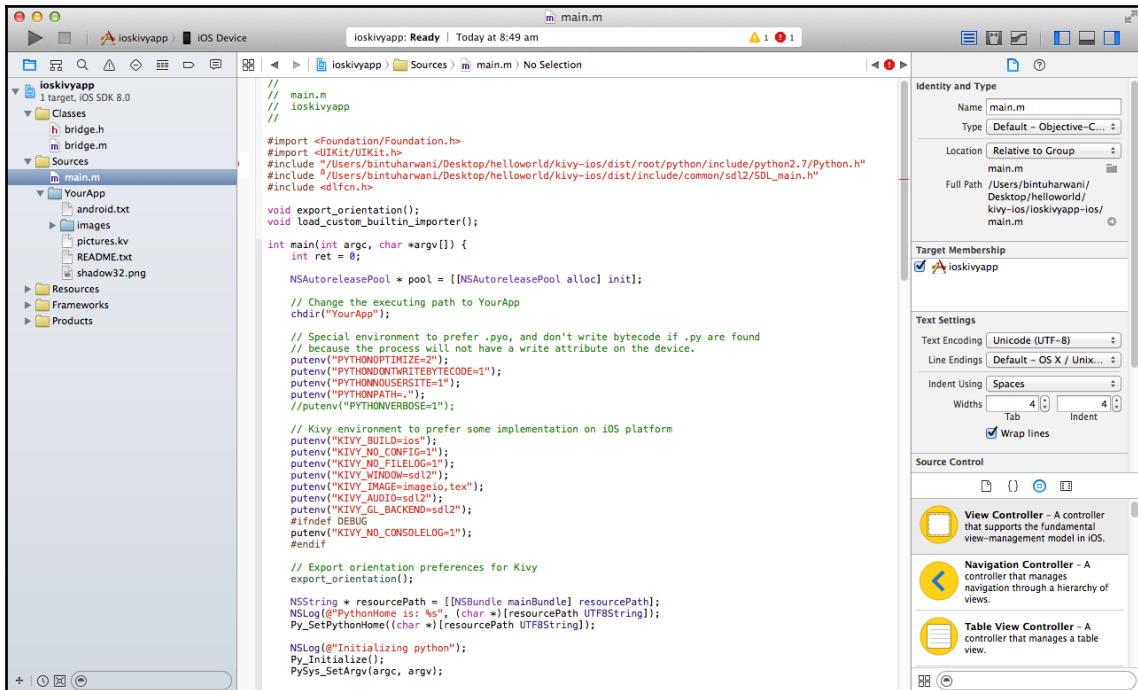 main.m
ioskivyapp
iOS Device
ioskivyapp: Ready | Today at 8:49 am
1
1
ioskivyapp
1 target, iOS SDK 8.0
Classes
bridge.h
bridge.m
Sources
main.m
YourApp
android.txt
images
pictures.kv
README.txt
shadow32.png
Resources
Frameworks
Products
ioskivyapp
Sources
main.m
No Selection
//
//  main.m
//  ioskivyapp
//
#import <Foundation/Foundation.h>
#import <UIKit/UIKit.h>
#include "/Users/bintuharwani/Desktop/helloworld/kivy-ios/dist/root/python/include/python2.7/Python.h"
#include "/Users/bintuharwani/Desktop/helloworld/kivy-ios/dist/include/common/sdl2/SDL_main.h"
#include <dlfcn.h>
void export_orientation();
void load_custom_builtin_importer();
int main(int argc, char *argv[]) {
    int ret = 0;
    NSAutoreleasePool * pool = [[NSAutoreleasePool alloc] init];
    // Change the executing path to YourApp
    chdir("YourApp");
    // Special environment to prefer .pyo, and don't write bytecode if .py are found
    // because the process will not have a write attribute on the device.
    putenv("PYTHONOPTIMIZE=2");
    putenv("PYTHONDONTWRITEBYTECODE=1");
    putenv("PYTHONNOUSERSITE=1");
    putenv("PYTHONPATH=.");
    //putenv("PYTHONVERBOSE=1");
    // Kivy environment to prefer some implementation on iOS platform
    putenv("KIVY_BUILD=ios");
    putenv("KIVY_NO_CONFIG=1");
    putenv("KIVY_NO_FILELOG=1");
    putenv("KIVY_WINDOW=sdl2");
    putenv("KIVY_IMAGE=imageio,tex");
    putenv("KIVY_AUDIO=sdl2");
    putenv("KIVY_GL_BACKEND=sdl2");
    #ifndef DEBUG
    putenv("KIVY_NO_CONSOLELOG=1");
    #endif
    // Export orientation preferences for Kivy
    export_orientation();
    NSString * resourcePath = [[NSBundle mainBundle] resourcePath];
    NSLog(@"PythonHome is: %s", (char *)[resourcePath UTF8String]);
    Py_SetPythonHome((char *)[resourcePath UTF8String]);
    NSLog(@"Initializing python");
    Py_Initialize();
    PySys_SetArgv(argc, argv);
Identity and Type
Name main.m
Type Default - Objective-C...
Location Relative to Group
main.m
Full Path /Users/bintuharwani/
Desktop/helloworld/
kivy-ios/ioskivyapp-ios/
main.m
Target Membership
ioskivyapp
Text Settings
Text Encoding Unicode (UTF-8)
Line Endings Default - OS X / Unix...
Indent Using Spaces
Widths 4 4
Tab Indent
Wrap lines
Source Control
View Controller - A controller
that supports the fundamental
view-management model in iOS.
Navigation Controller - A
controller that manages
navigation through a hierarchy of
views.
Table View Controller - A
controller that manages a table
view.